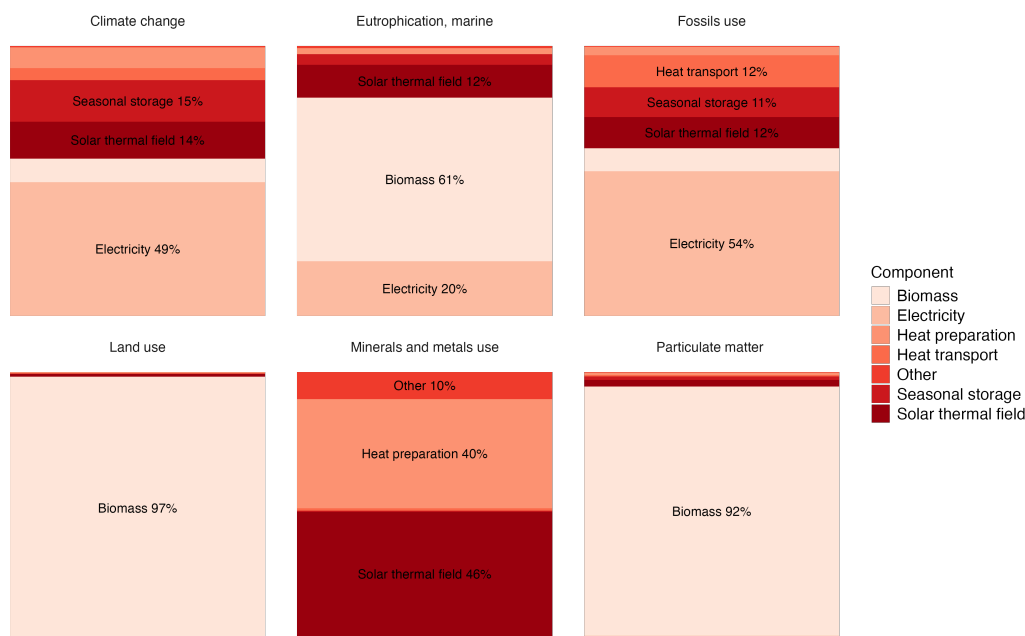 Climate change
Eutrophication, marine
Fossils use
Seasonal storage 15%
Solar thermal field 14%
Electricity 49%
Solar thermal field 12%
Biomass 61%
Electricity 20%
Heat transport 12%
Seasonal storage 11%
Solar thermal field 12%
Electricity 54%
Land use
Minerals and metals use
Particulate matter
Biomass 97%
Other 10%
Heat preparation 40%
Solar thermal field 46%
Biomass 92%
Component
Biomass
Electricity
Heat preparation
Heat transport
Other
Seasonal storage
Solar thermal field